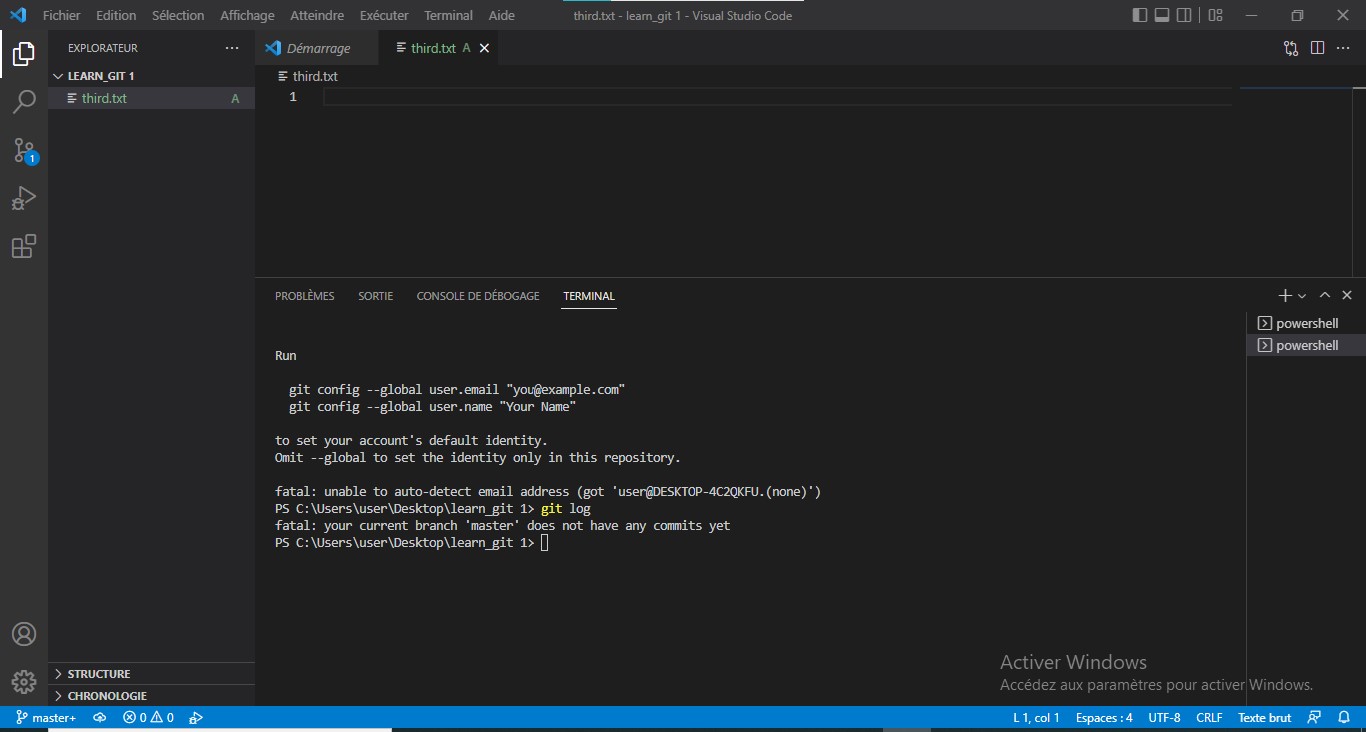 Fichier Edition Sélection Affichage Atteindre Exécuter Terminal Aide third.txt - learn_git 1 - Visual Studio Code
EXPLORATEUR
Démarrage
third.txt A
LEARN_GIT 1
third.txt
third.txt A
1
1
PROBLÈMES SORTIE CONSOLE DE DÉBOGAGE TERMINAL
powershell
powershell
Run
git config --global user.email "you@example.com"
git config --global user.name "Your Name"
to set your account's default identity.
Omit --global to set the identity only in this repository.
fatal: unable to auto-detect email address (got 'user@DESKTOP-4C2QKFU.(none)')
PS C:\Users\user\Desktop\learn_git 1> git log
fatal: your current branch 'master' does not have any commits yet
PS C:\Users\user\Desktop\learn_git 1>
Activer Windows
Accédez aux paramètres pour activer Windows.
STRUCTURE
CHRONOLOGIE
master+ 0 0 L 1, col 1 Espaces : 4 UTF-8 CRLF Texte brut